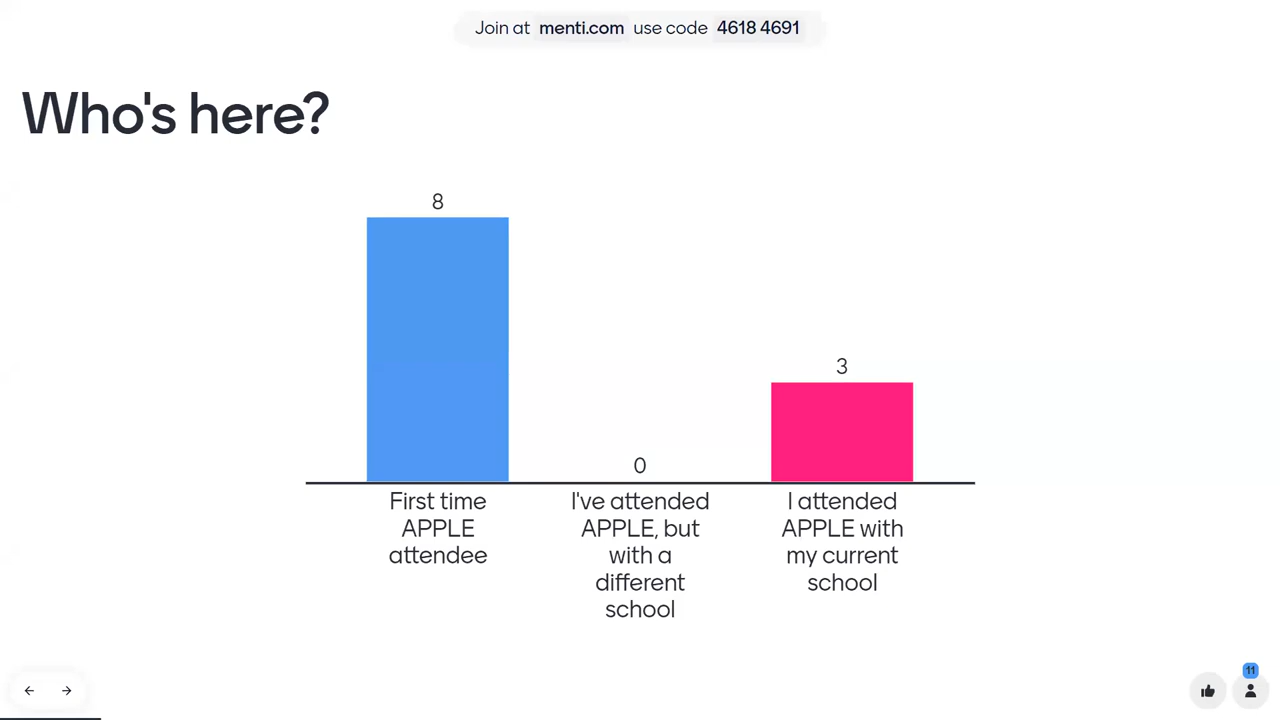 Join at menti.com use code 4618 4691
Who's here?
8
0
3
First time
APPLE
attendee
I've attended
APPLE, but
with a
different
school
I attended
APPLE with
my current
school
11